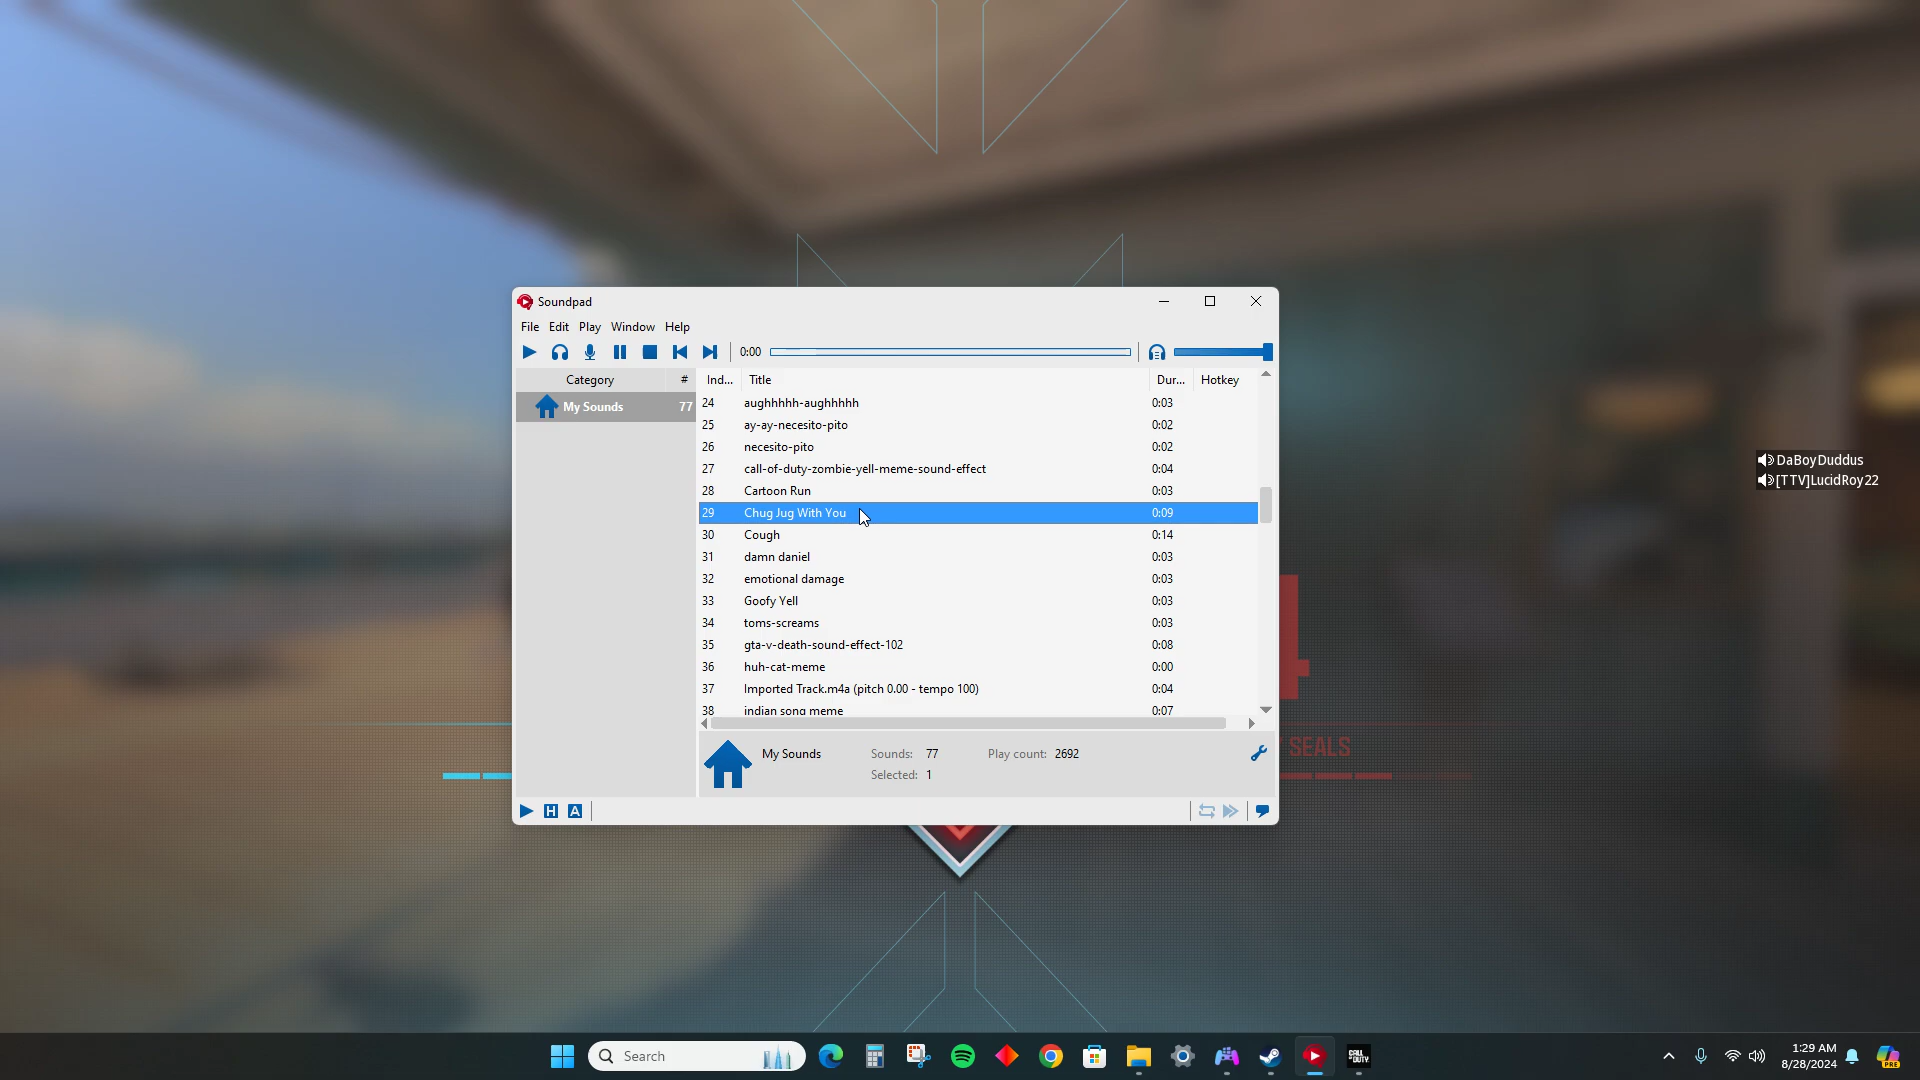 Soundpad
File Edit Play Window Help
0:00
Category # Ind... Title Dur... Hotkey
My Sounds 77
24 aughhhhh-aughhhhh 0:03
25 ay-ay-necesito-pito 0:02
26 necesito-pito 0:02
27 call-of-duty-zombie-yell-meme-sound-effect 0:04
28 Cartoon Run 0:03
29 Chug Jug With You 0:09
30 Cough 0:14
31 damn daniel 0:03
32 emotional damage 0:03
33 Goofy Yell 0:03
34 toms-screams 0:03
35 gta-v-death-sound-effect-102 0:08
36 huh-cat-meme 0:00
37 Imported Track.m4a (pitch 0.00 - tempo 100) 0:04
38 indian song meme 0:07
My Sounds Sounds: 77 Play count: 2692
Selected: 1
H A
DaBoyDuddus
[TTV]LucidRoy22
4
SEALS
Search
CALL OF DUTY
PRE
1:29 AM
8/28/2024